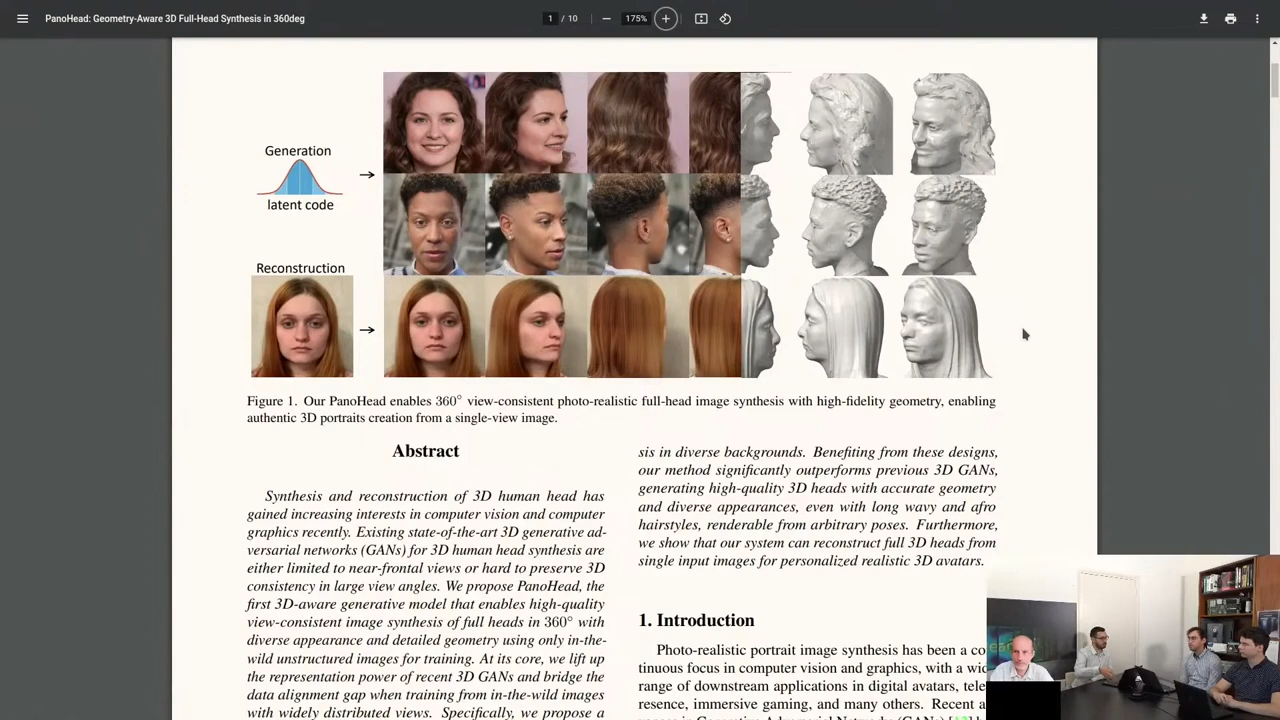 PanoHead: Geometry-Aware 3D Full-Head Synthesis in 360deg
1 / 10
175%
Generation
latent code
Reconstruction
Figure 1. Our PanoHead enables 360° view-consistent photo-realistic full-head image synthesis with high-fidelity geometry, enabling
authentic 3D portraits creation from a single-view image.
Abstract
Synthesis and reconstruction of 3D human head has
gained increasing interests in computer vision and computer
graphics recently. Existing state-of-the-art 3D generative ad-
versarial networks (GANs) for 3D human head synthesis are
either limited to near-frontal views or hard to preserve 3D
consistency in large view angles. We propose PanoHead, the
first 3D-aware generative model that enables high-quality
view-consistent image synthesis of full heads in 360° with
diverse appearance and detailed geometry using only in-the-
wild unstructured images for training. At its core, we lift up
the representation power of recent 3D GANs and bridge the
data alignment gap when training from in-the-wild images
with widely distributed views. Specifically, we propose a
sis in diverse backgrounds. Benefiting from these designs,
our method significantly outperforms previous 3D GANs,
generating high-quality 3D heads with accurate geometry
and diverse appearances, even with long wavy and afro
hairstyles, renderable from arbitrary poses. Furthermore,
we show that our system can reconstruct full 3D heads from
single input images for personalized realistic 3D avatars.
1. Introduction
Photo-realistic portrait image synthesis has been a co
tinuous focus in computer vision and graphics, with a wid
range of downstream applications in digital avatars, tele
resence, immersive gaming, and many others. Recent a